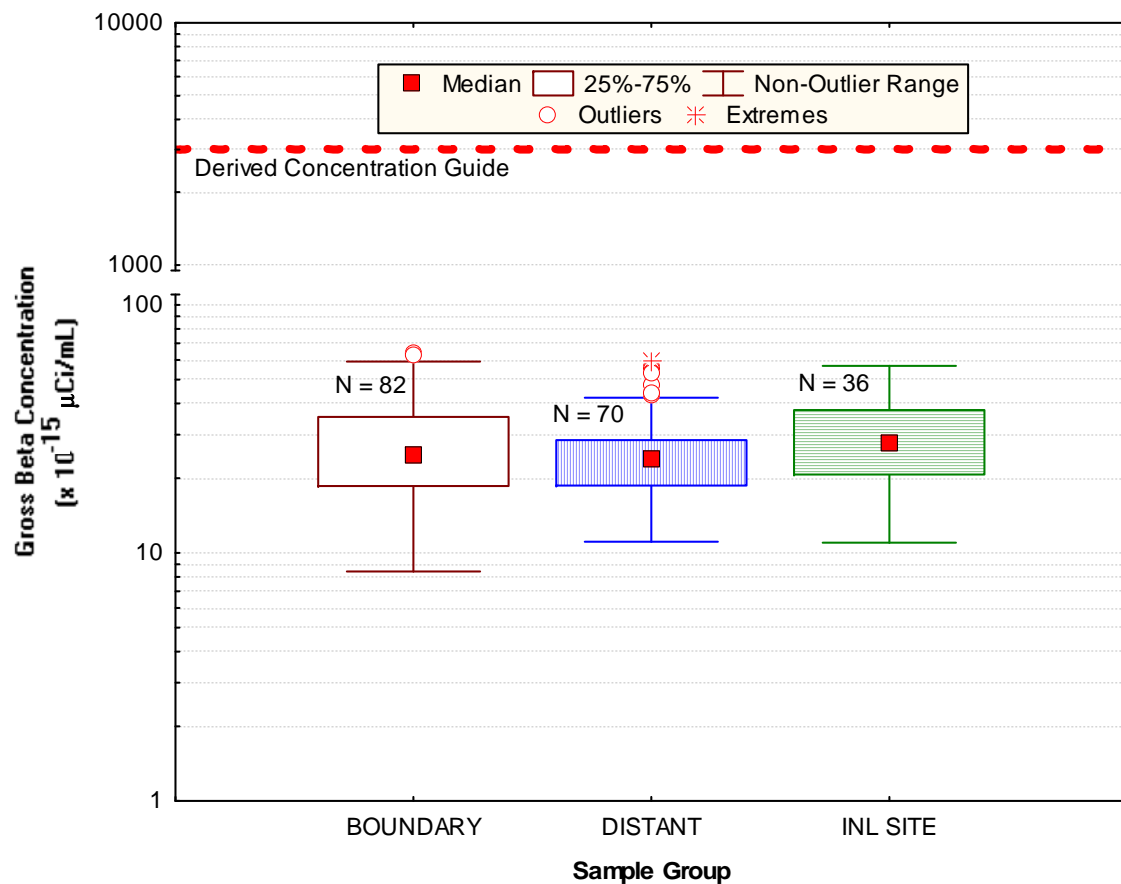 10000
Median 25%-75% Non-Outlier Range
Outliers Extremes
Derived Concentration Guide
1000
100
N = 82
N = 70
N = 36
10
1
Gross Beta Concentration
(x 10⁻¹⁵ μCi/mL)
BOUNDARY DISTANT INL SITE
Sample Group